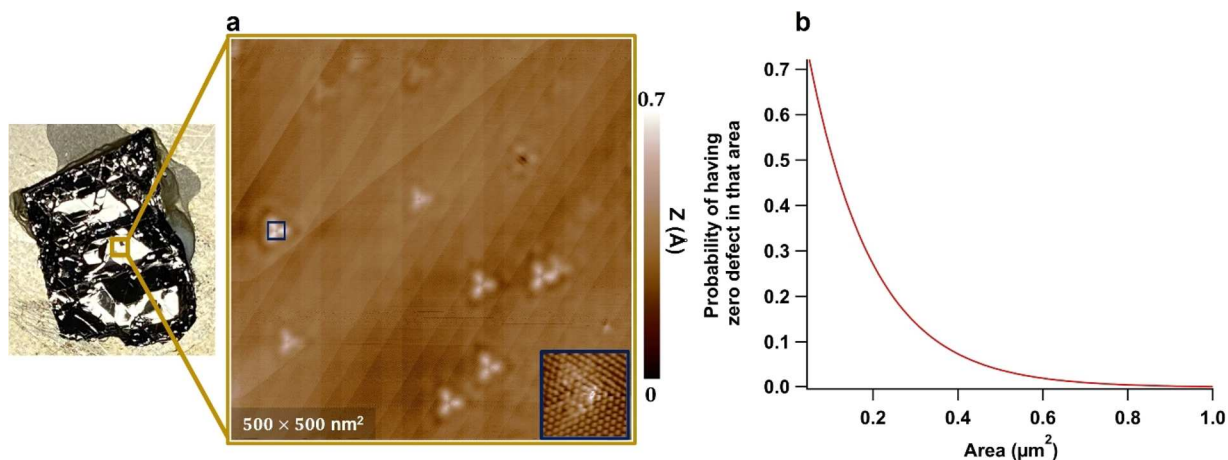 a
0.7
Z (Å)
0
500 × 500 nm²
b
Probability of having
zero defect in that area
0.7
0.6
0.5
0.4
0.3
0.2
0.1
0.0
0.2
0.4
0.6
0.8
1.0
Area (μm²)